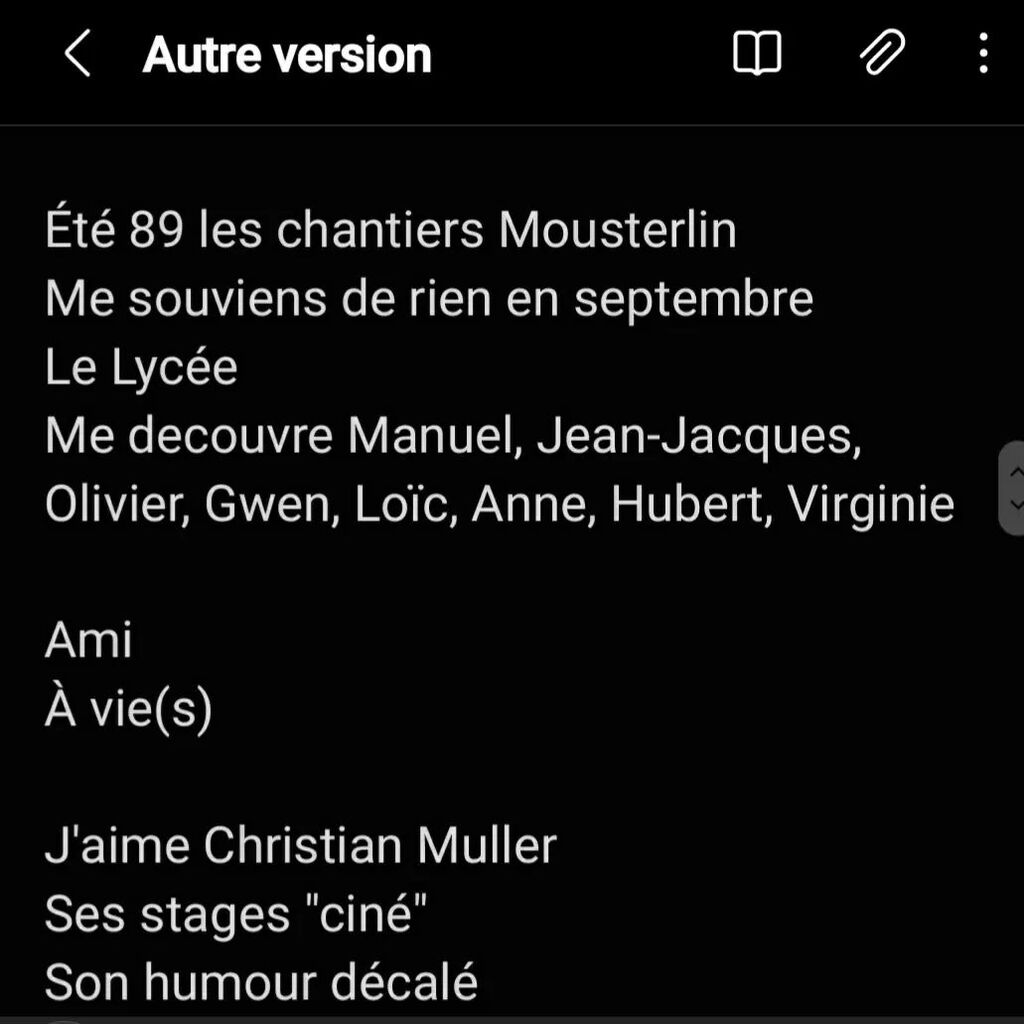 Autre version
Été 89 les chantiers Mousterlin
Me souviens de rien en septembre
Le Lycée
Me decouvre Manuel, Jean-Jacques,
Olivier, Gwen, Loïc, Anne, Hubert, Virginie
Ami
À vie(s)
J'aime Christian Muller
Ses stages "ciné"
Son humour décalé